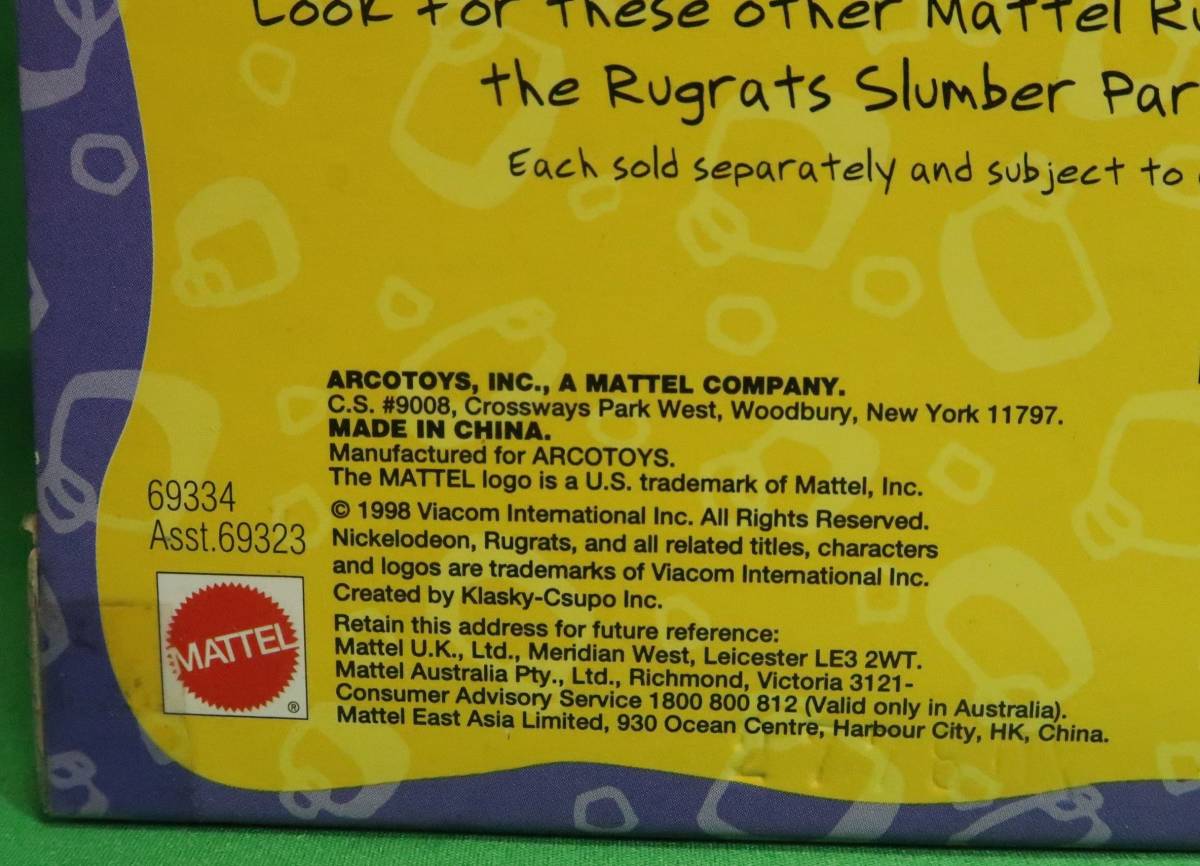 Look for these other Mattel
the Rugrats Slumber
Each sold separately and subject to
ARCOTOYS, INC., A MATTEL COMPANY.
C.S. #9008, Crossways Park West, Woodbury, New York 11797.
MADE IN CHINA.
Manufactured for ARCOTOYS.
The MATTEL logo is a U.S. trademark of Mattel, Inc.
© 1998 Viacom International Inc. All Rights Reserved.
Nickelodeon, Rugrats, and all related titles, characters
and logos are trademarks of Viacom International Inc.
Created by Klasky-Csupo Inc.
69334
Asst.69323
MATTEL
®
Retain this address for future reference:
Mattel U.K., Ltd., Meridian West, Leicester LE3 2WT.
Mattel Australia Pty., Ltd., Richmond, Victoria 3121-
Consumer Advisory Service 1800 800 812 (Valid only in Australia).
Mattel East Asia Limited, 930 Ocean Centre, Harbour City, HK, China.